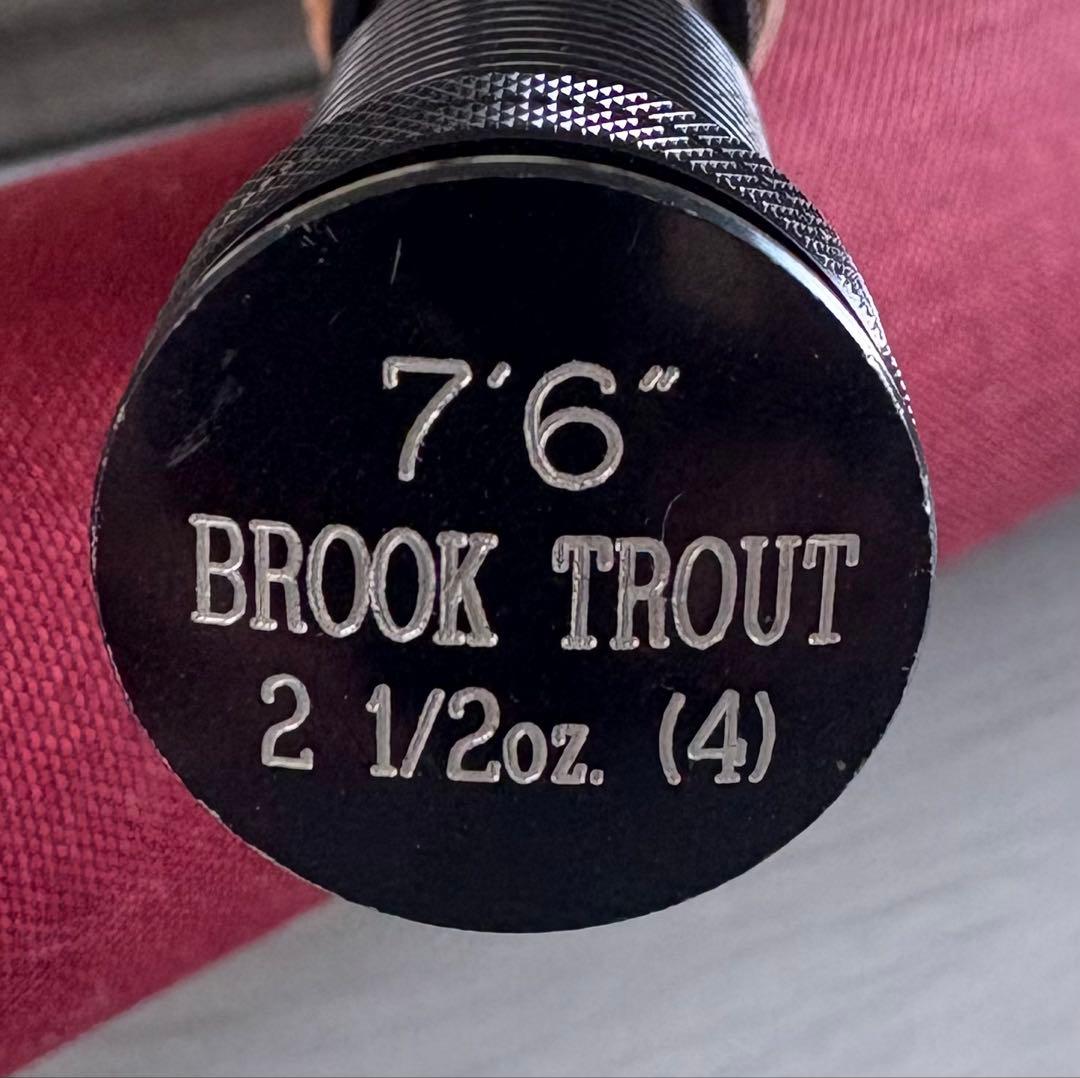 7'6"
BROOK TROUT
2 1/2oz. (4)